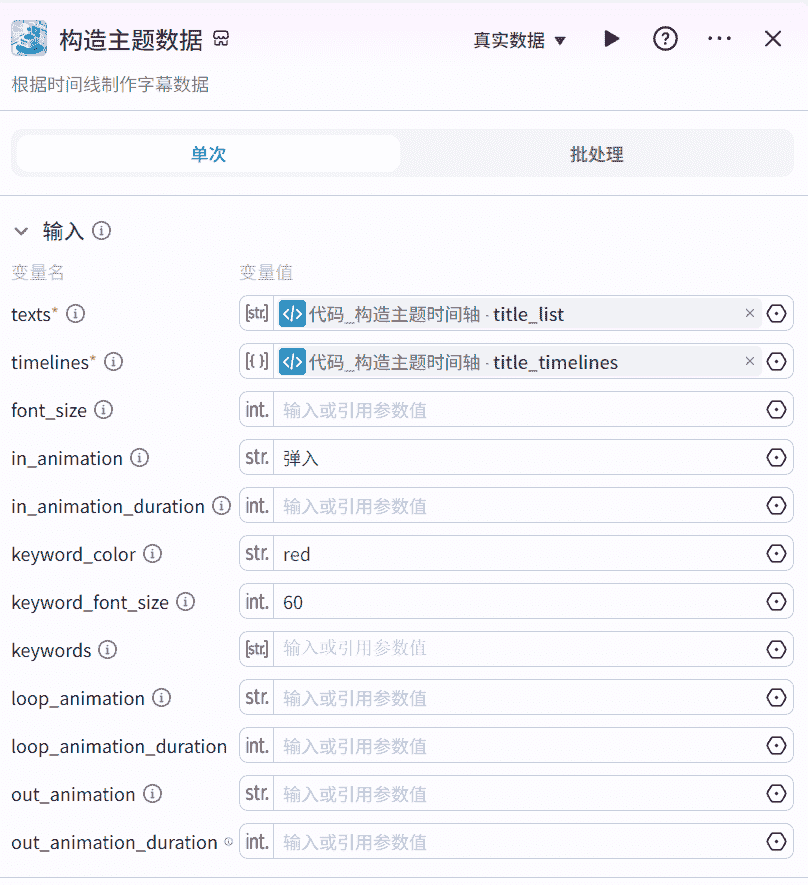 构造主题数据 真实数据
根据时间线制作字幕数据
单次 批处理
输入
变量名 变量值
texts* [str.] 代码_构造主题时间轴 · title_list
timelines* [{}] 代码_构造主题时间轴 · title_timelines
font_size int. 输入或引用参数值
in_animation str. 弹入
in_animation_duration int. 输入或引用参数值
keyword_color str. red
keyword_font_size int. 60
keywords [str.] 输入或引用参数值
loop_animation str. 输入或引用参数值
loop_animation_duration int. 输入或引用参数值
out_animation str. 输入或引用参数值
out_animation_duration int. 输入或引用参数值